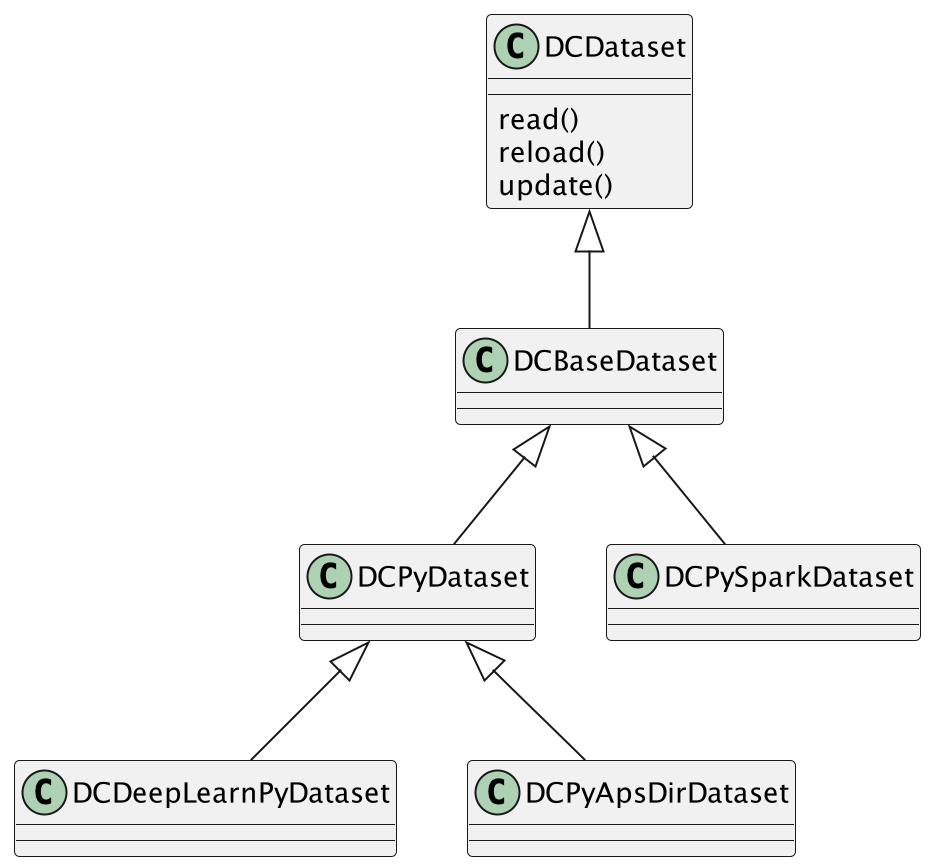 C DCDataset
read()
reload()
update()
C DCBaseDataset
C DCPyDataset
C DCPySparkDataset
C DCDeepLearnPyDataset
C DCPyApsDirDataset